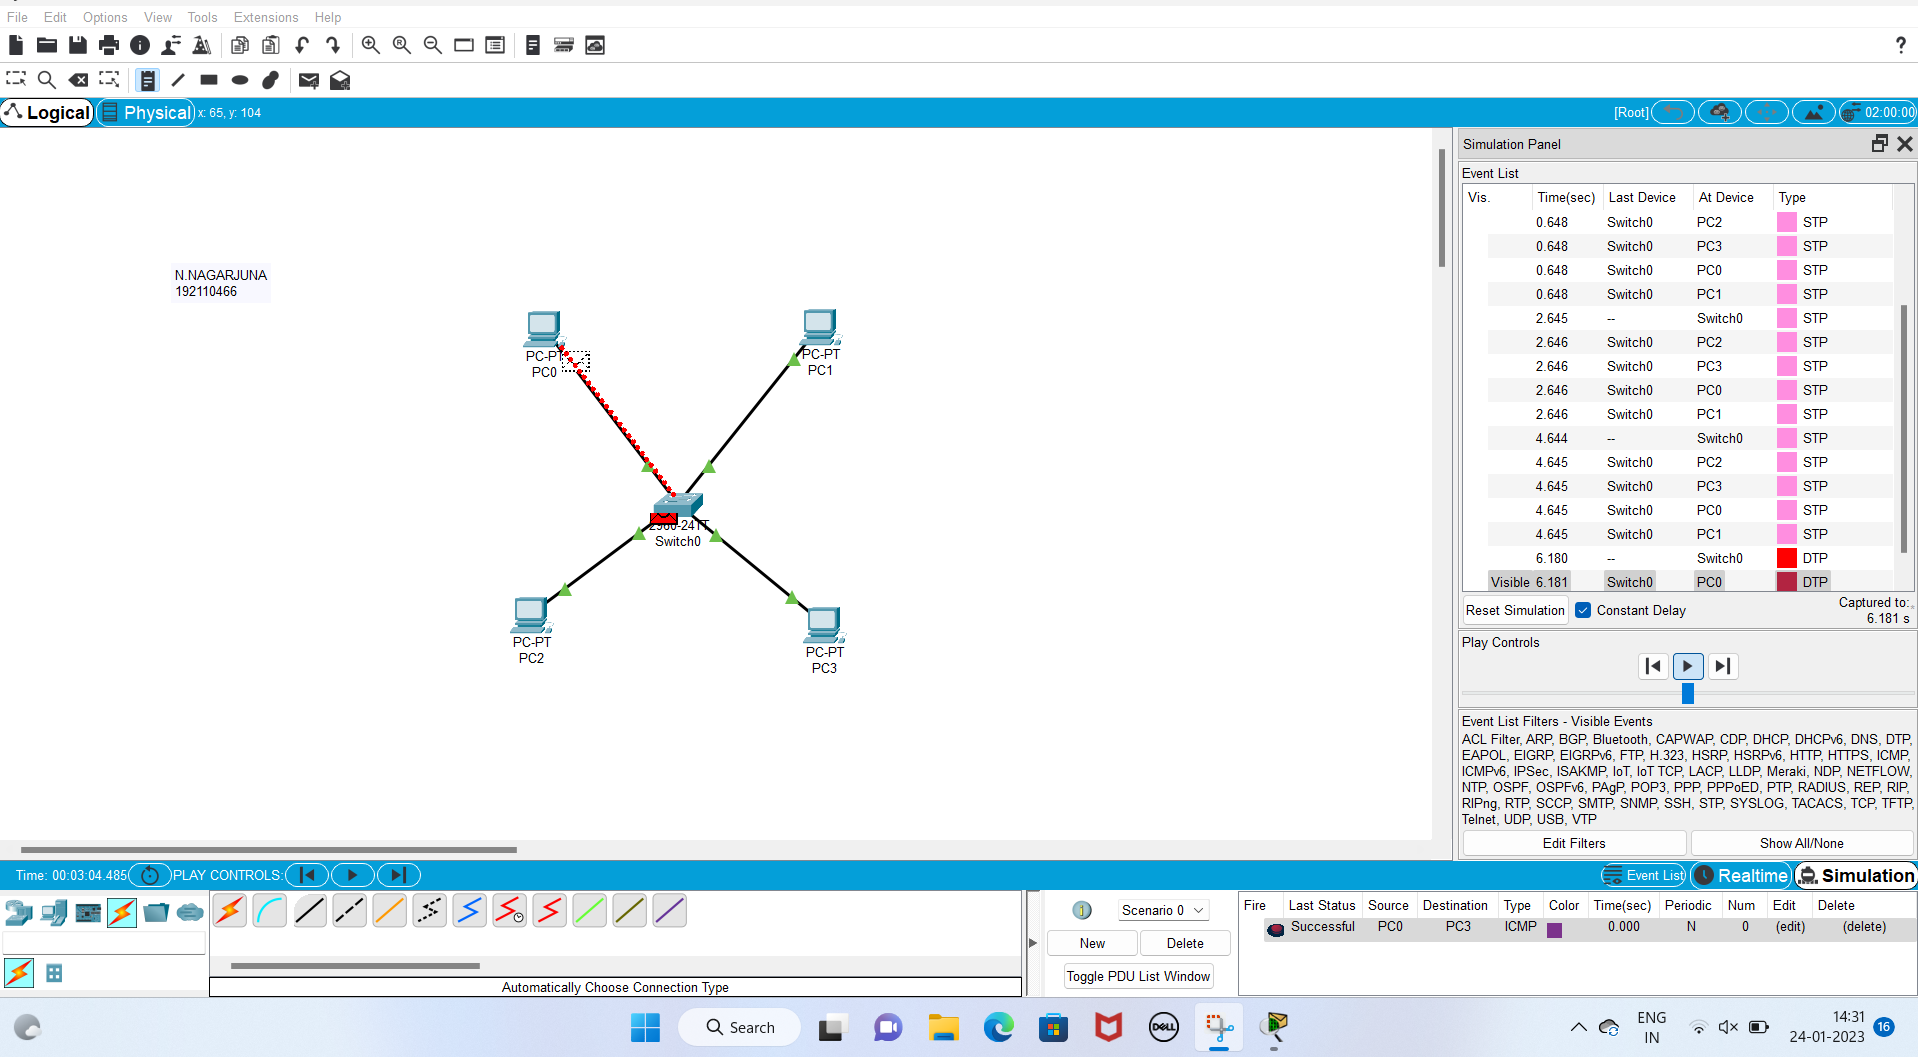 File Edit Options View Tools Extensions Help
?
Logical Physical x: 65, y: 104 [Root] 02:00:00
Simulation Panel
Event List
Vis. Time(sec) Last Device At Device Type
0.648 Switch0 PC2 STP
0.648 Switch0 PC3 STP
0.648 Switch0 PC0 STP
0.648 Switch0 PC1 STP
2.645 -- Switch0 STP
2.646 Switch0 PC2 STP
2.646 Switch0 PC3 STP
2.646 Switch0 PC0 STP
2.646 Switch0 PC1 STP
4.644 -- Switch0 STP
4.645 Switch0 PC2 STP
4.645 Switch0 PC3 STP
4.645 Switch0 PC0 STP
4.645 Switch0 PC1 STP
6.180 -- Switch0 DTP
Visible 6.181 Switch0 PC0 DTP
Reset Simulation Constant Delay Captured to:
6.181 s
Play Controls
Event List Filters - Visible Events
ACL Filter, ARP, BGP, Bluetooth, CAPWAP, CDP, DHCP, DHCPv6, DNS, DTP,
EAPOL, EIGRP, EIGRPv6, FTP, H.323, HSRP, HSRPv6, HTTP, HTTPS, ICMP,
ICMPv6, IPSec, ISAKMP, IoT, IoT TCP, LACP, LLDP, Meraki, NDP, NETFLOW,
NTP, OSPF, OSPFv6, PAgP, POP3, PPP, PPPoED, PTP, RADIUS, REP, RIP,
RIPng, RTP, SCCP, SMTP, SNMP, SSH, STP, SYSLOG, TACACS, TCP, TFTP,
Telnet, UDP, USB, VTP
Edit Filters Show All/None
N.NAGARJUNA
192110466
PC-PT
PC0
PC-PT
PC1
2960-24TT
Switch0
PC-PT
PC2
PC-PT
PC3
Time: 00:03:04.485 PLAY CONTROLS: Event List Realtime Simulation
Automatically Choose Connection Type
Scenario 0
New Delete
Toggle PDU List Window
Fire Last Status Source Destination Type Color Time(sec) Periodic Num Edit Delete
Successful PC0 PC3 ICMP 0.000 N 0 (edit) (delete)
Search
DELL
ENG
IN
14:31
24-01-2023
16